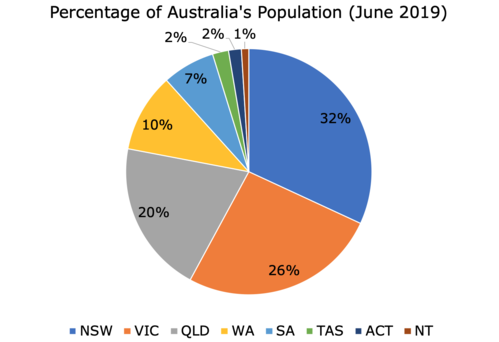 Percentage of Australia's Population (June 2019)
2% 2% 1%
7%
32%
10%
20%
26%
NSW VIC QLD WA SA TAS ACT NT